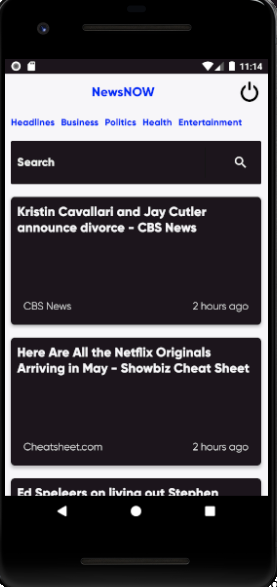 11:14
NewsNOW
Headlines Business Politics Health Entertainment
Search
Kristin Cavallari and Jay Cutler
announce divorce - CBS News
CBS News 2 hours ago
Here Are All the Netflix Originals
Arriving in May - Showbiz Cheat Sheet
Cheatsheet.com 2 hours ago
Ed Speleers on living out Stephen